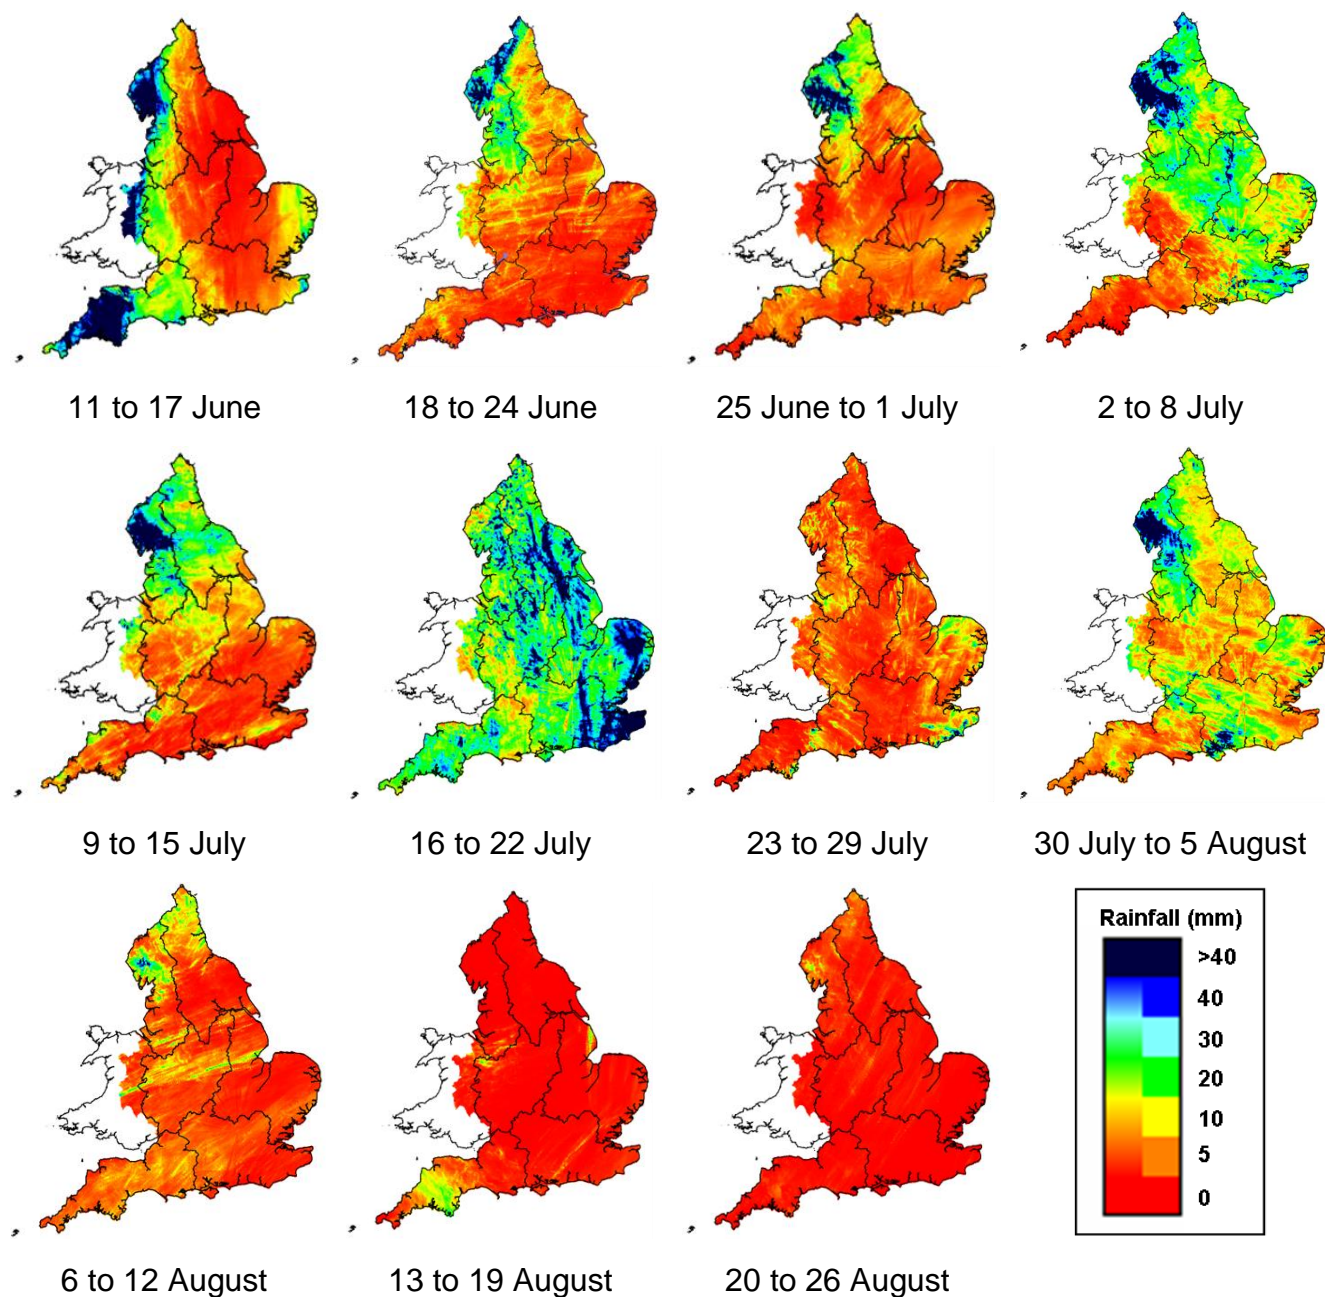 11 to 17 June
18 to 24 June
25 June to 1 July
2 to 8 July
9 to 15 July
16 to 22 July
23 to 29 July
30 July to 5 August
6 to 12 August
13 to 19 August
20 to 26 August
Rainfall (mm)
>40
40
30
20
10
5
0